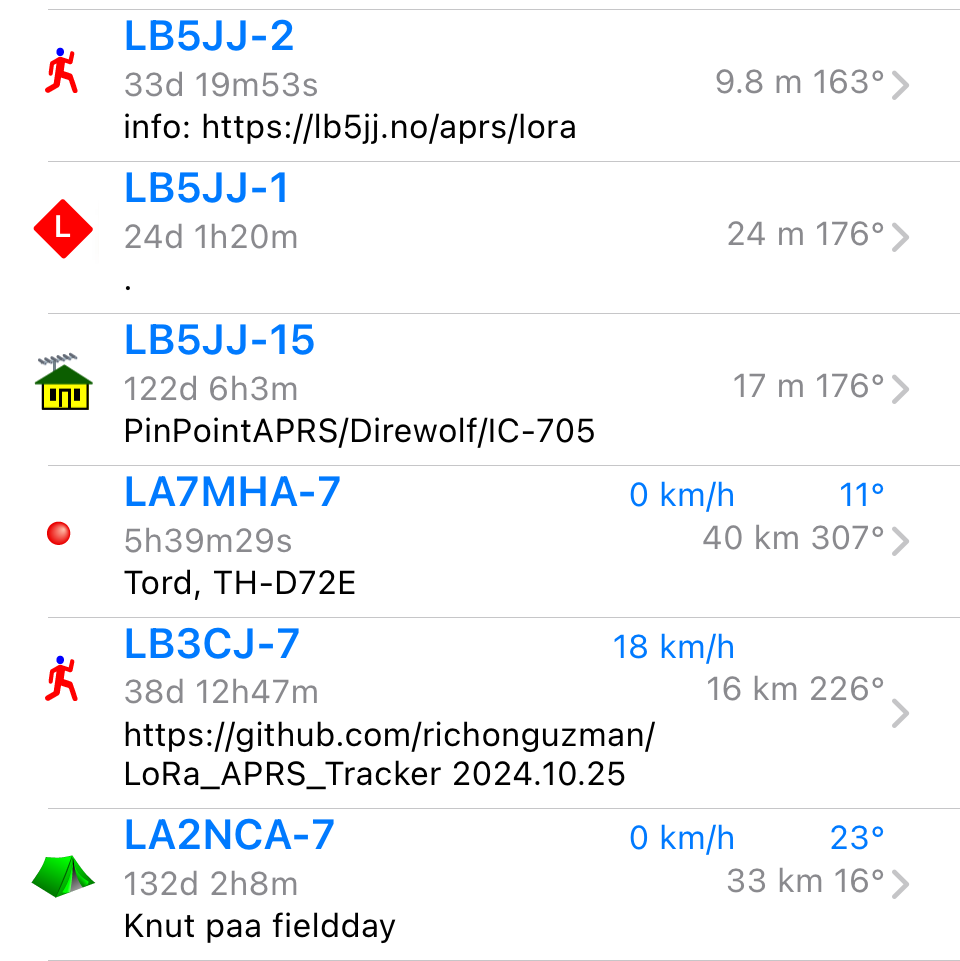 LB5JJ-2
33d 19m53s 9.8 m 163°
info: https://lb5jj.no/aprs/lora
LB5JJ-1
L
24d 1h20m 24 m 176°
.
LB5JJ-15
122d 6h3m 17 m 176°
PinPointAPRS/Direwolf/IC-705
LA7MHA-7 0 km/h 11°
5h39m29s 40 km 307°
Tord, TH-D72E
LB3CJ-7 18 km/h
38d 12h47m 16 km 226°
https://github.com/richonguzman/
LoRa_APRS_Tracker 2024.10.25
LA2NCA-7 0 km/h 23°
132d 2h8m 33 km 16°
Knut paa fieldday